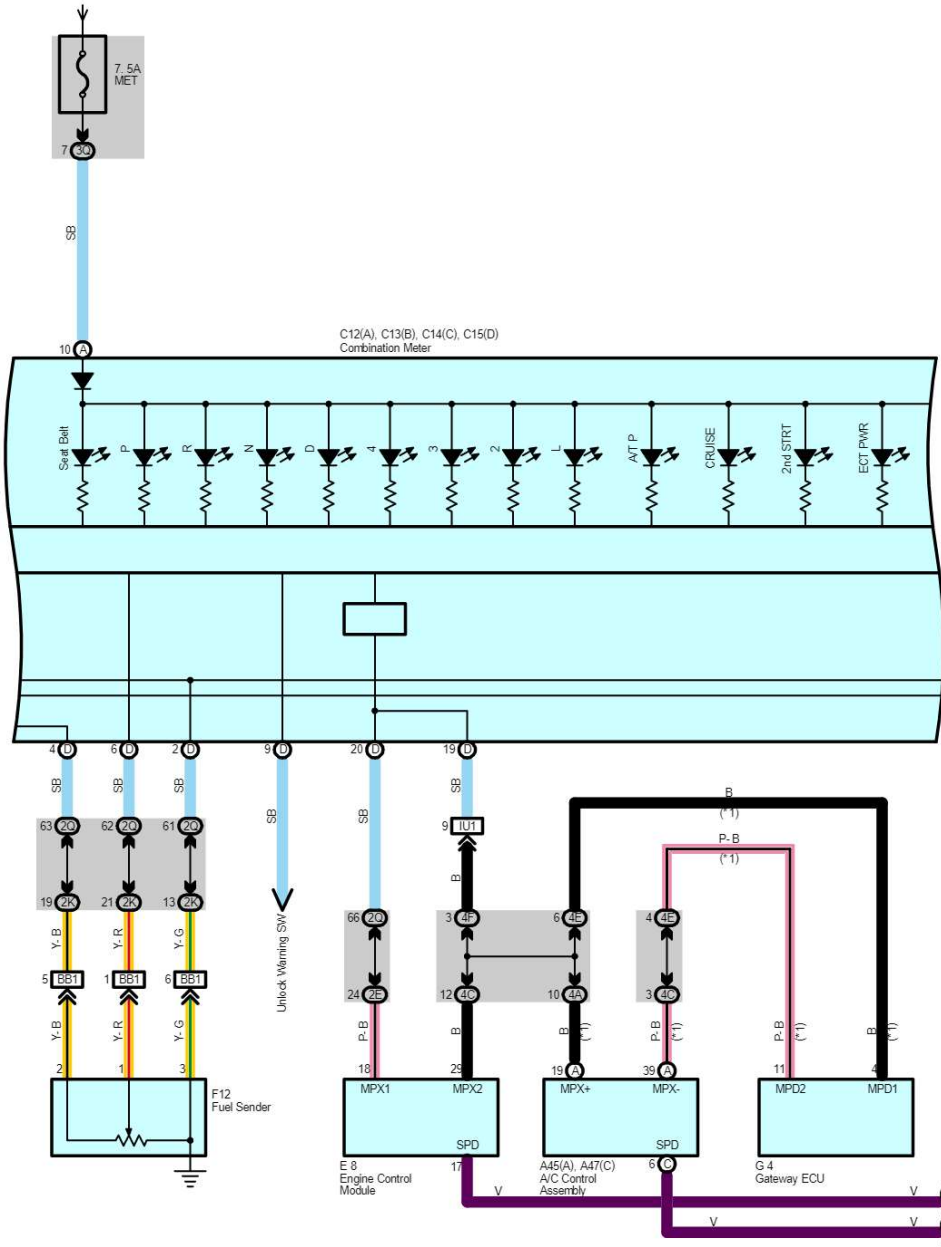 7. 5A
MET
7 3Q
SB
C12(A), C13(B), C14(C), C15(D)
Combination Meter
10 A
Seat Belt
P
R
N
D
4
3
2
L
A/T P
CRUISE
2nd STRT
ECT PWR
4 D
6 D
2 D
9 D
20 D
19 D
SB
SB
SB
SB
SB
B
(*1)
P- B
(*1)
63 2Q
62 2Q
61 2Q
9 IU1
B
19 2K
21 2K
13 2K
Unlock Warning SW
66 2Q
3 4F
6 4E
4 4E
24 2E
12 4C
10 4A
3 4C
Y- B
Y- R
Y- G
5 BB1
1 BB1
6 BB1
Y- B
Y- R
Y- G
P- B
B
B
(*1)
P- B
(*1)
P- B
(*1)
B
(*1)
2
1
3
18
29
19 A
39 A
11
4
MPX1
MPX2
MPX+
MPX-
MPD2
MPD1
F12
Fuel Sender
SPD
SPD
17
6 C
E 8
Engine Control
Module
A45(A), A47(C)
A/C Control
Assembly
G 4
Gateway ECU
V
V
V
V